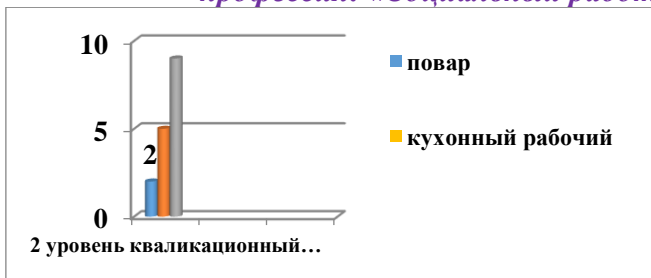 10
5
0
2
повар
кухонный рабочий
2 уровень кваликационный…